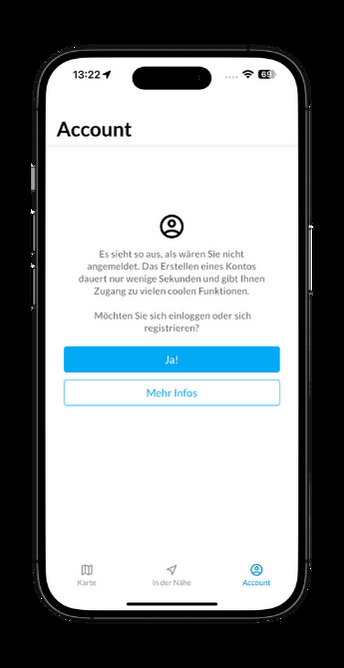 13:22
69
Account
Es sieht so aus, als wären Sie nicht
angemeldet. Das Erstellen eines Kontos
dauert nur wenige Sekunden und gibt Ihnen
Zugang zu vielen coolen Funktionen.
Möchten Sie sich einloggen oder sich
registrieren?
Ja!
Mehr Infos
Karte
In der Nähe
Account